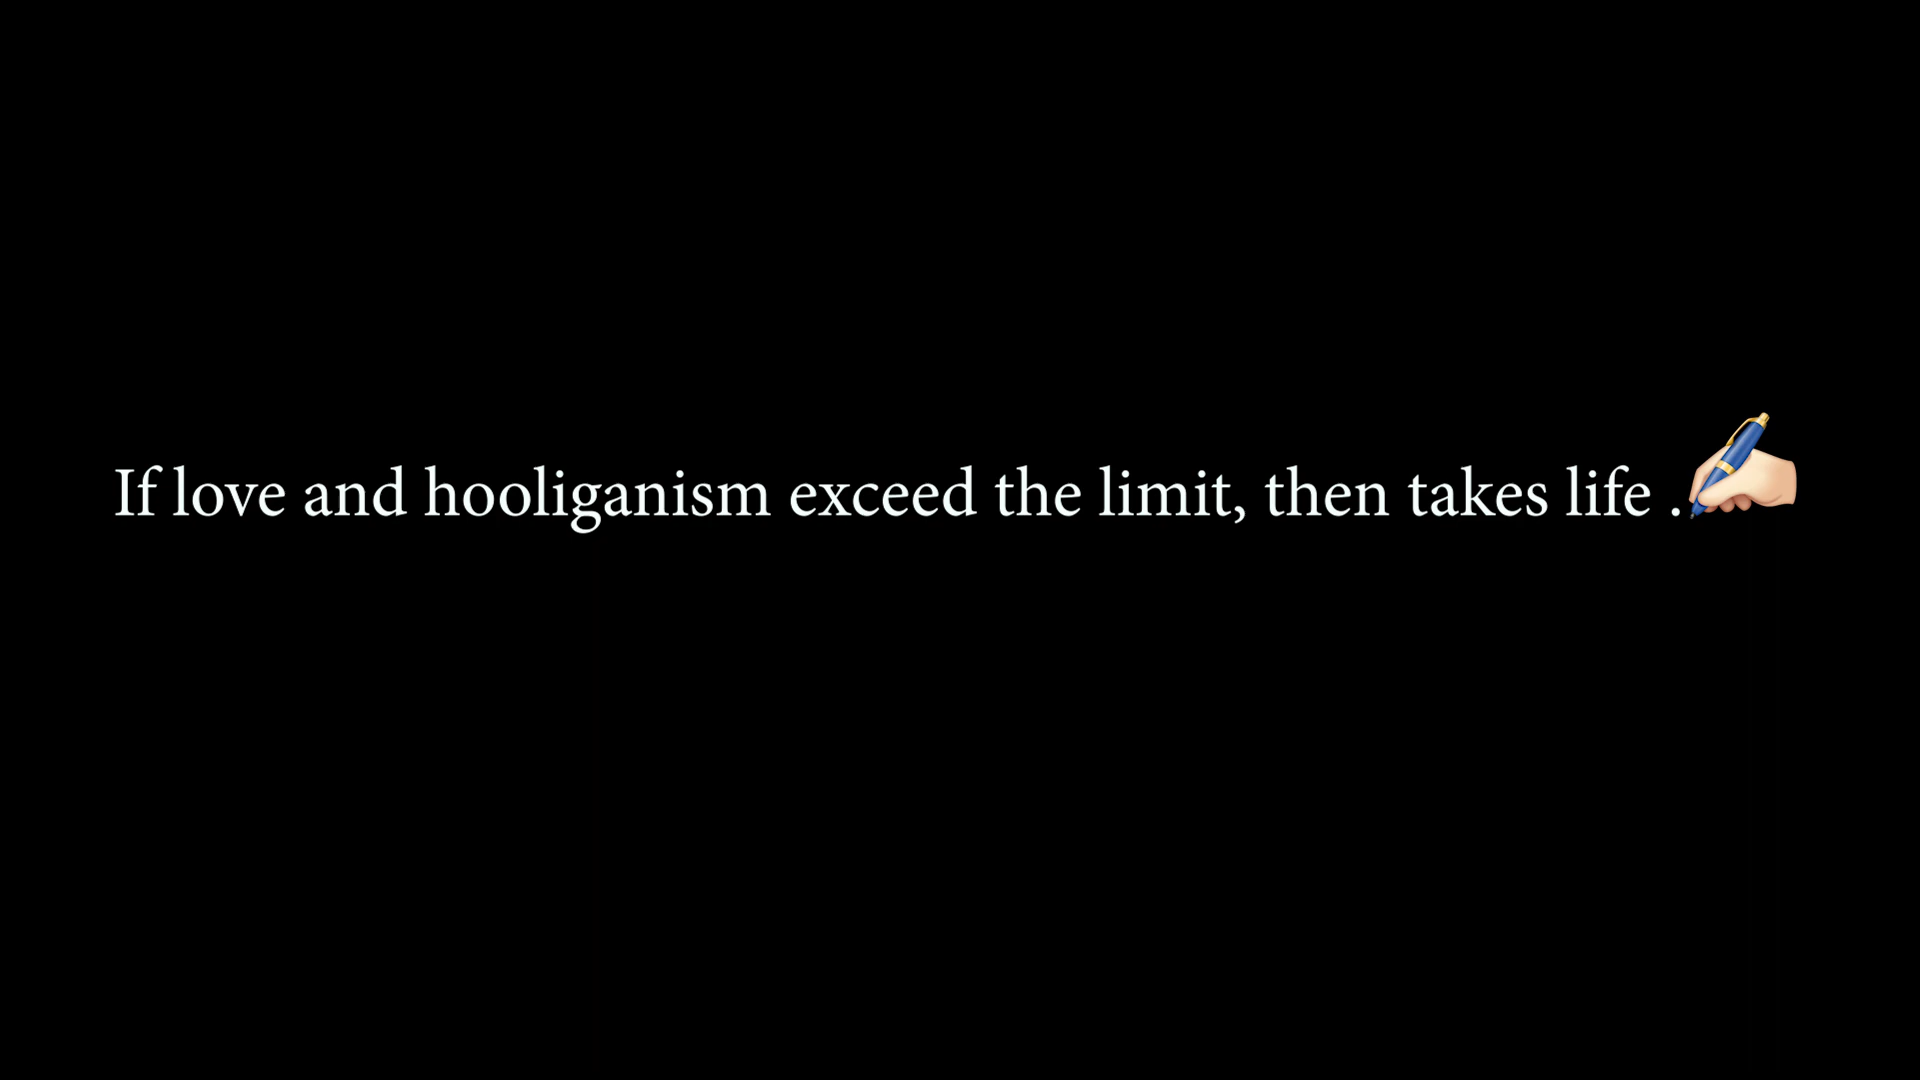 If love and hooliganism exceed the limit, then takes life .✍🏻